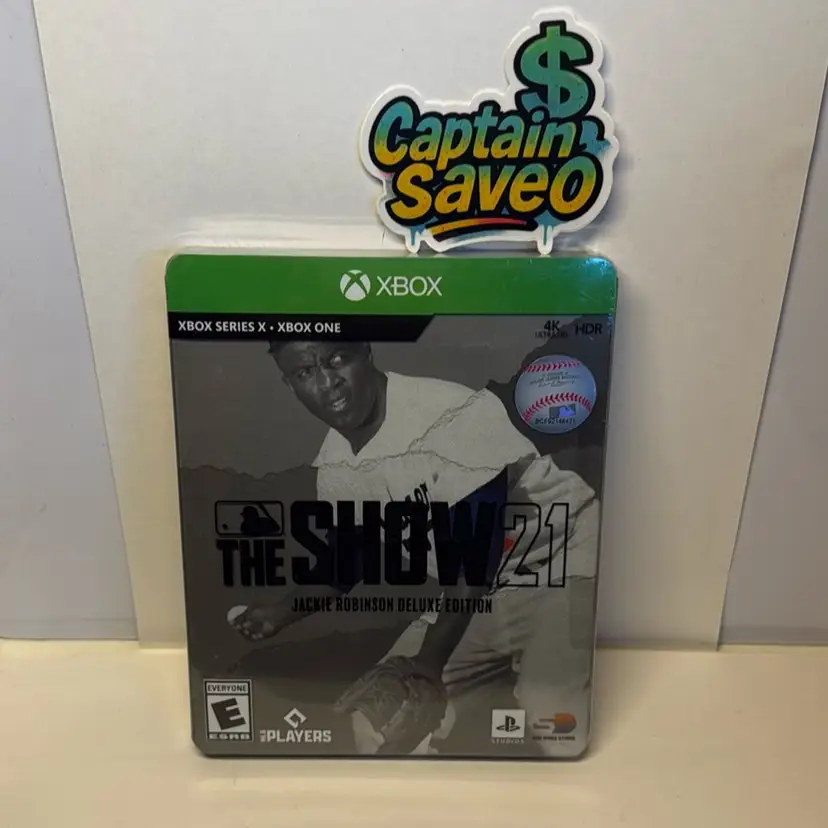 $
Captain
Saveo
XBOX
XBOX SERIES X • XBOX ONE
4K
ULTRA HD
HDR
THE SHOW 21
JACKIE ROBINSON DELUXE EDITION
EVERYONE
E
ESRB
PLAYERS
STUDIOS